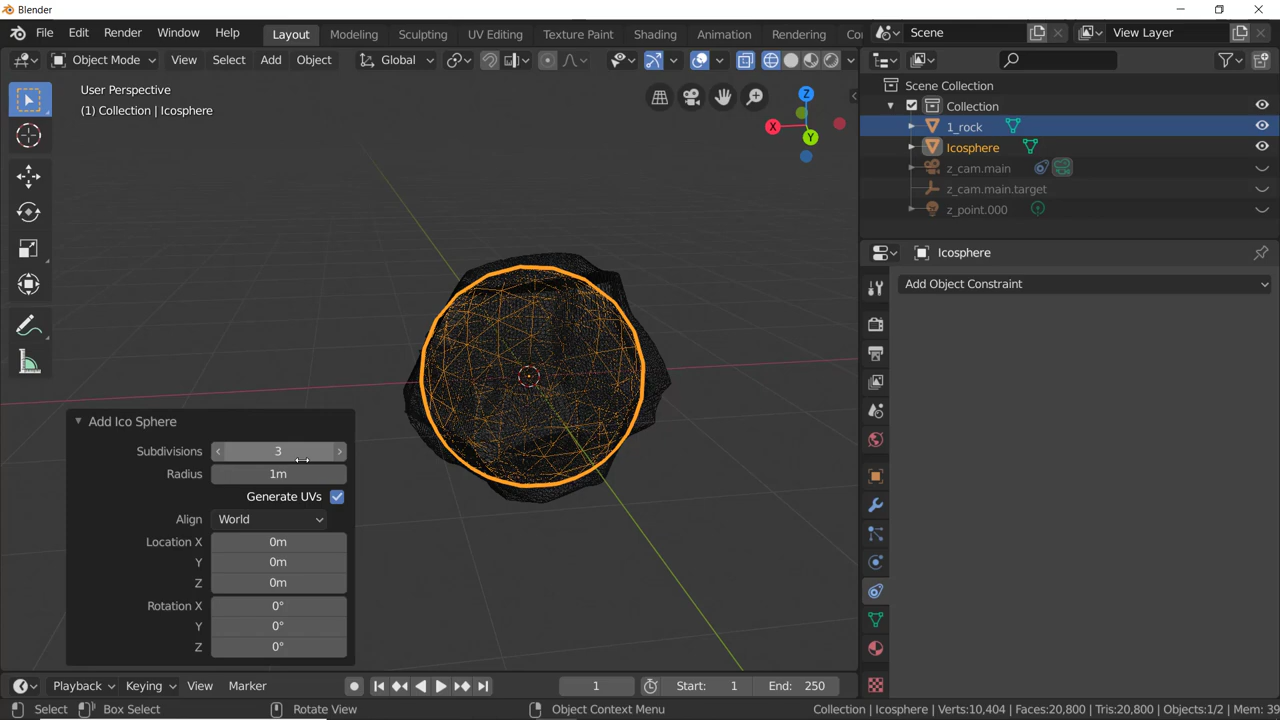 Blender
File Edit Render Window Help
Layout Modeling Sculpting UV Editing Texture Paint Shading Animation Rendering Co
Scene
View Layer
Object Mode
View Select Add Object
Global
User Perspective
(1) Collection | Icosphere
Z
X
Y
Scene Collection
Collection
1_rock
Icosphere
z_cam.main
z_cam.main.target
z_point.000
Icosphere
Add Object Constraint
Add Ico Sphere
Subdivisions 3
Radius 1m
Generate UVs
Align World
Location X 0m
Y 0m
Z 0m
Rotation X 0°
Y 0°
Z 0°
Playback Keying View Marker
1
Start: 1
End: 250
Select Box Select Rotate View Object Context Menu
Collection | Icosphere | Verts:10,404 | Faces:20,800 | Tris:20,800 | Objects:1/2 | Mem: 39